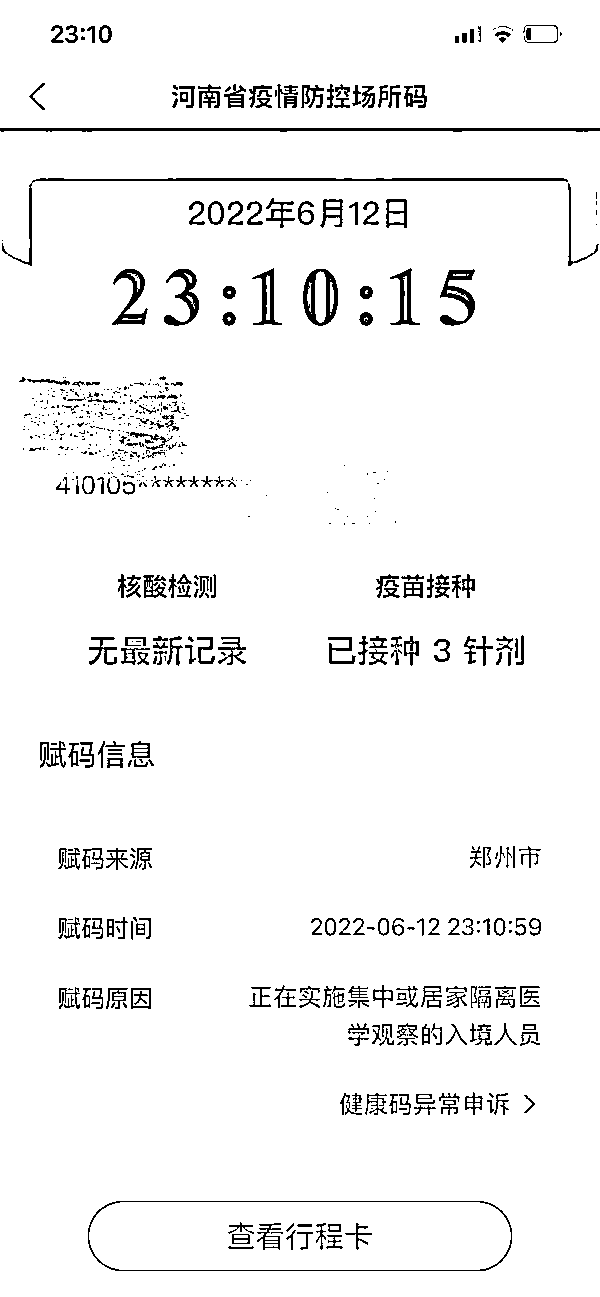 23:10
河南省疫情防控场所码
2022年6月12日
23:10:15
410105********
核酸检测 疫苗接种
无最新记录 已接种 3 针剂
赋码信息
赋码来源 郑州市
赋码时间 2022-06-12 23:10:59
赋码原因 正在实施集中或居家隔离医
学观察的入境人员
健康码异常申诉
查看行程卡